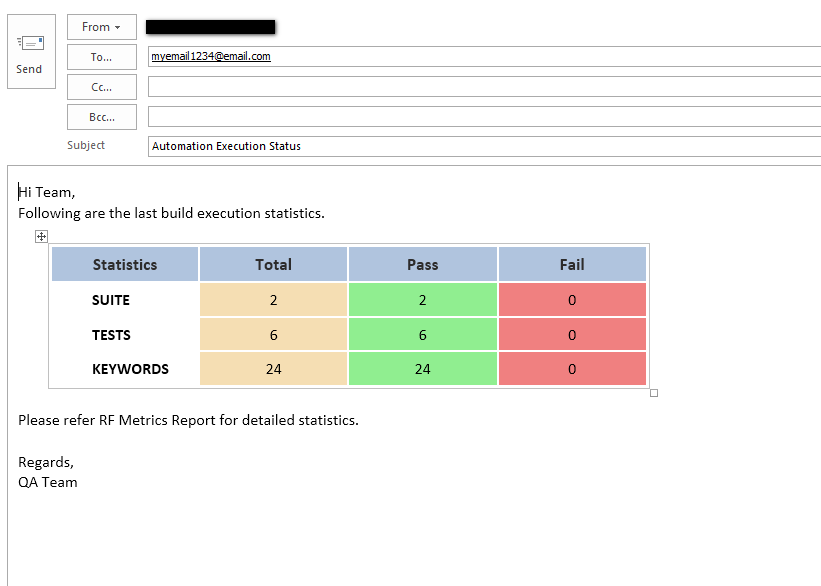 From
To...
myemail1234@email.com
Send
Cc...
Bcc...
Subject
Automation Execution Status
Hi Team,
Following are the last build execution statistics.
Statistics Total Pass Fail
SUITE 2 2 0
TESTS 6 6 0
KEYWORDS 24 24 0
Please refer RF Metrics Report for detailed statistics.
Regards,
QA Team